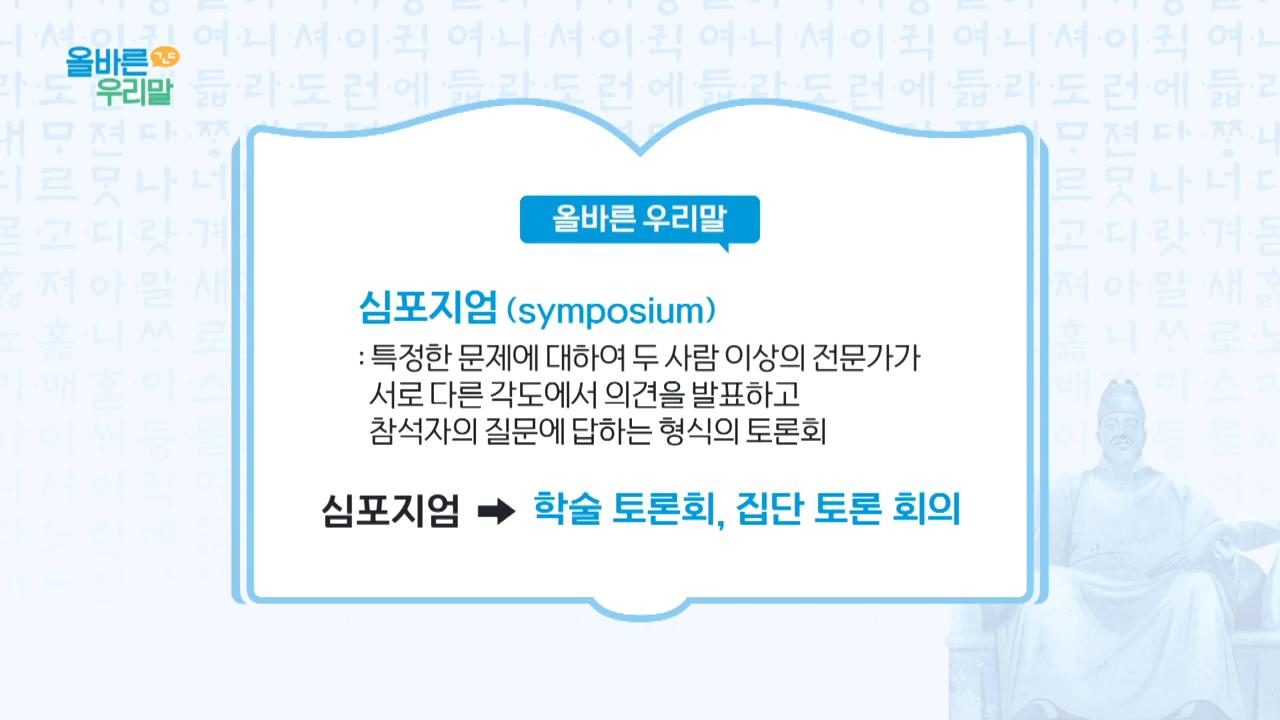 올바른
우리말
올바른 우리말
심포지엄 (symposium)
: 특정한 문제에 대하여 두 사람 이상의 전문가가
서로 다른 각도에서 의견을 발표하고
참석자의 질문에 답하는 형식의 토론회
심포지엄 ➡ 학술 토론회, 집단 토론 회의